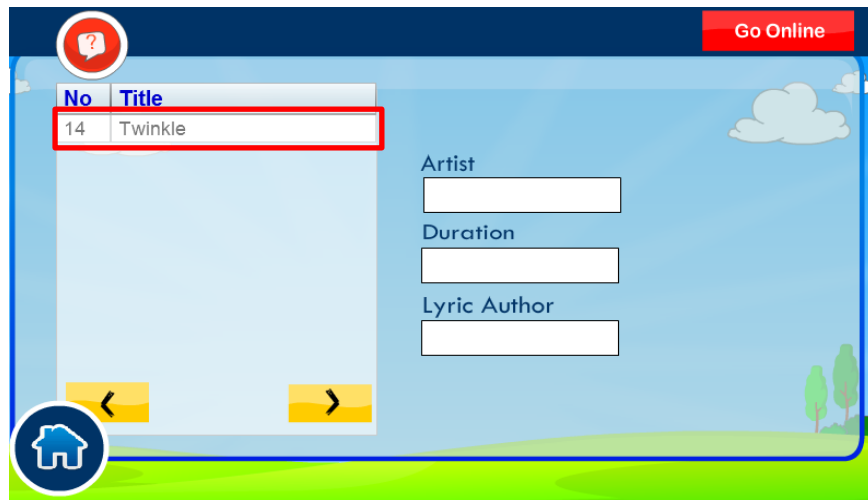 ?
Go Online
No Title
14 Twinkle
Artist
Duration
Lyric Author